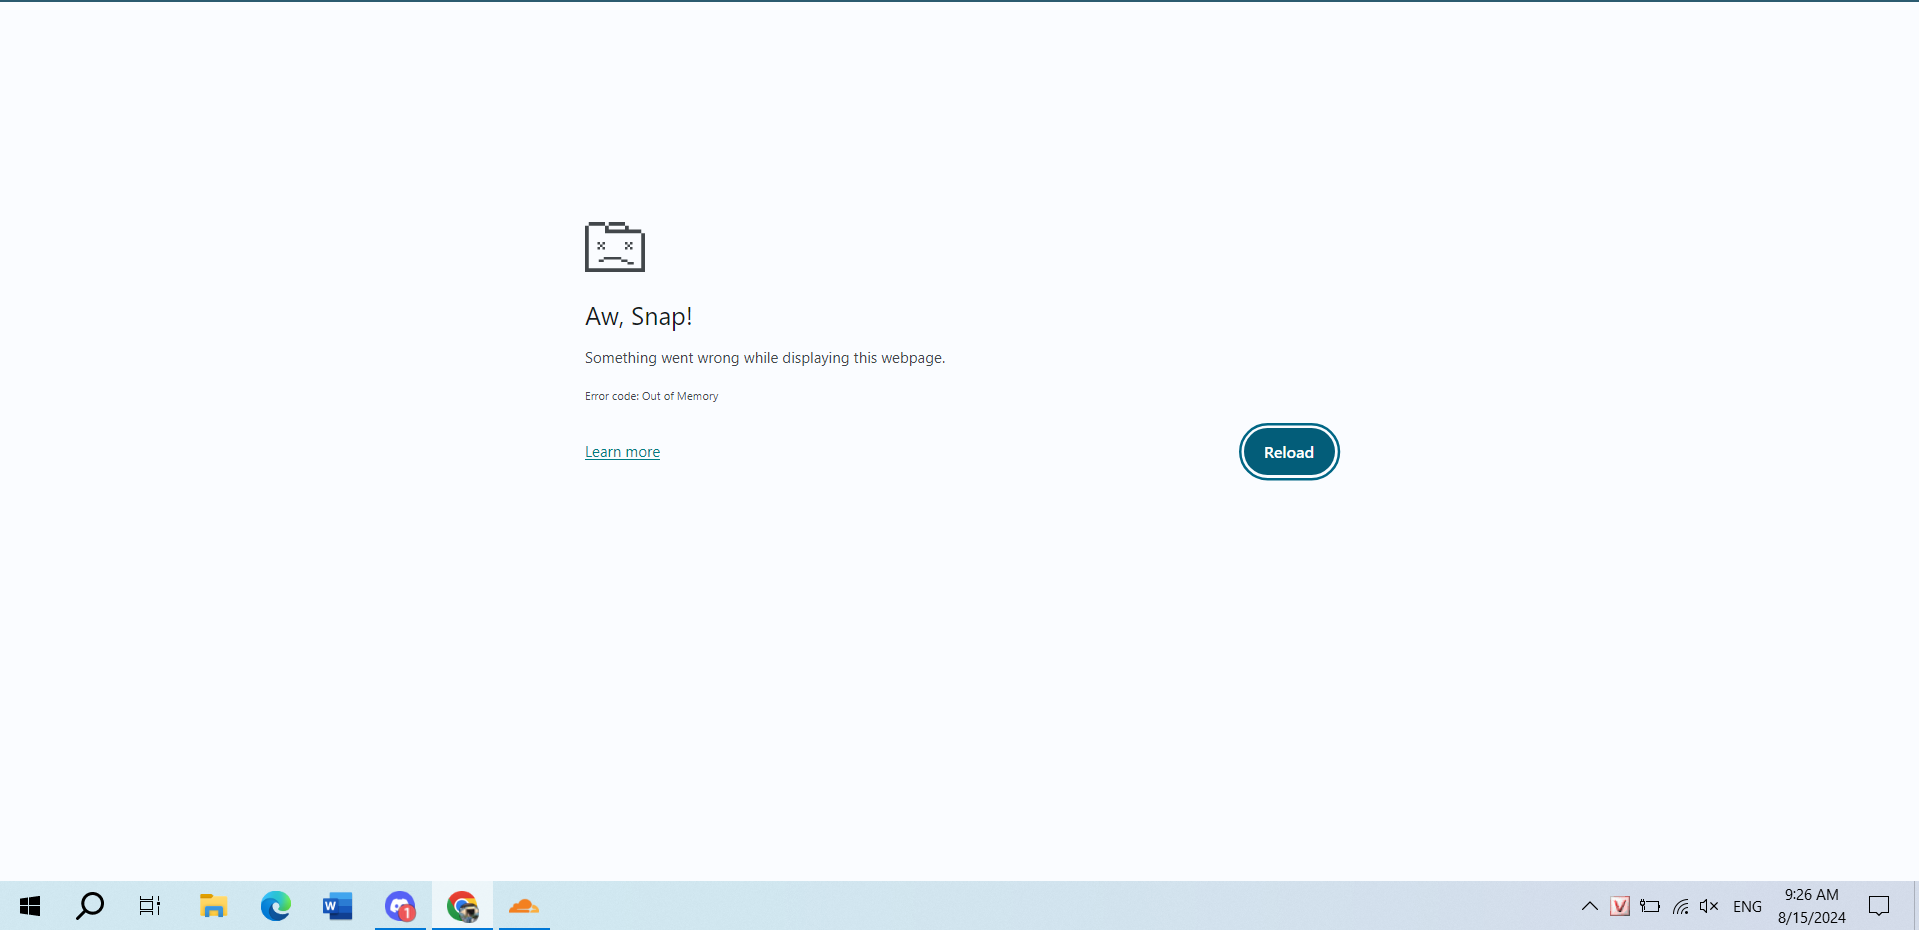 Aw, Snap!
Something went wrong while displaying this webpage.
Error code: Out of Memory
Learn more
Reload
W
1
V
ENG
9:26 AM
8/15/2024